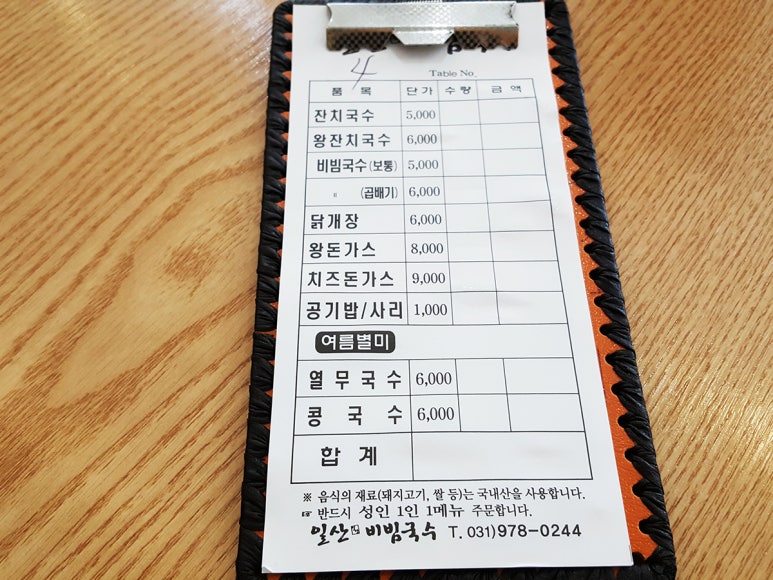 4
Table No.
품 목 단 가 수 량 금 액
잔치국수 5,000
왕잔치국수 6,000
비빔국수(보통) 5,000
〃 (곱배기) 6,000
닭개장 6,000
왕돈가스 8,000
치즈돈가스 9,000
공기밥/사리 1,000
여름별미
열 무 국 수 6,000
콩 국 수 6,000
합 계
※ 음식의 재료(돼지고기, 쌀 등)는 국내산을 사용합니다.
☞ 반드시 성인 1인 1메뉴 주문합니다.
일산 비빔국수 T. 031)978-0244